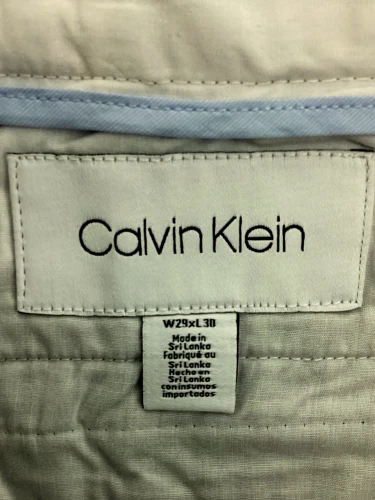 Calvin Klein
W29xL30
Made in
Sri Lanka
Fabriqué au
Sri Lanka
Hecho en
Sri Lanka
con insumos
importados